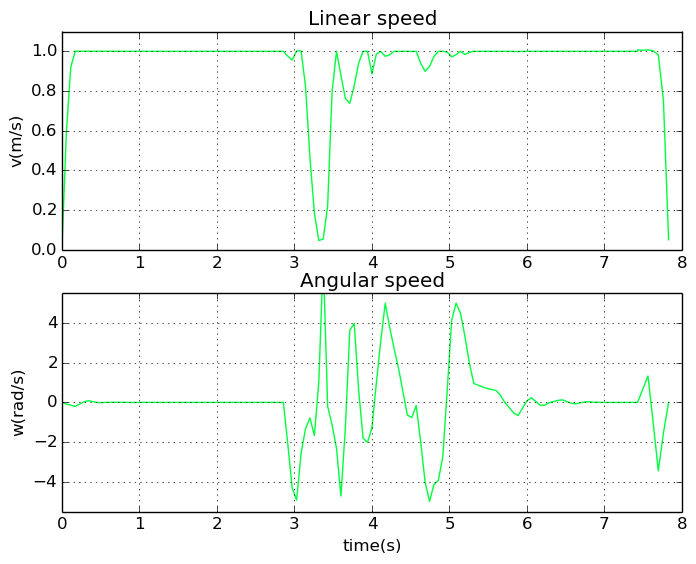 Linear speed
v(m/s)
1.0
0.8
0.6
0.4
0.2
0.0
0 1 2 3 4 5 6 7 8
Angular speed
w(rad/s)
4
2
0
−2
−4
0 1 2 3 4 5 6 7 8
time(s)